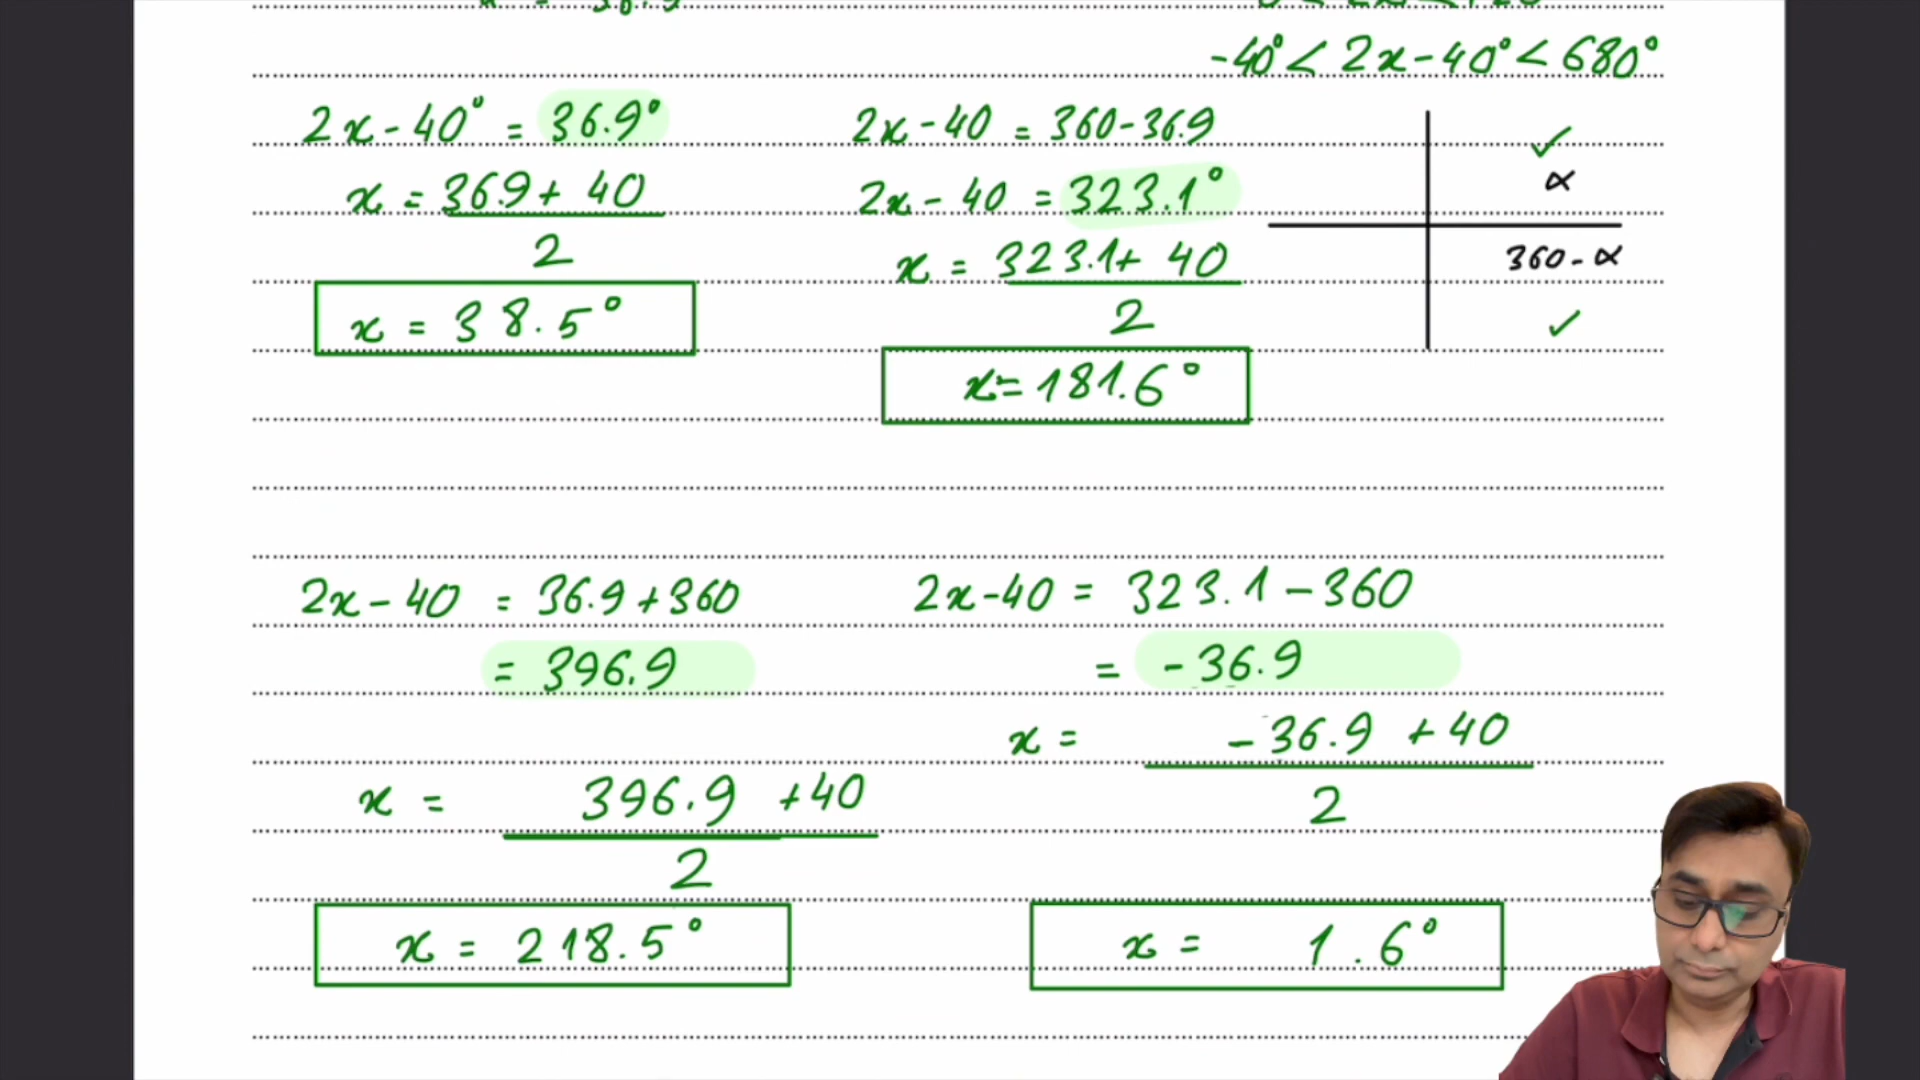 -40° < 2x-40° < 680°
2x-40° = 36.9°
x = 36.9+ 40
2
x = 38.5°
2x-40 = 360-36.9
2x-40 = 323.1°
x = 323.1+ 40
2
x = 181.6°
✓
α
360-α
✓
2x-40 = 36.9+360
= 396.9
x = 396.9 +40
2
x = 218.5°
2x-40 = 323.1-360
= -36.9
x = -36.9 +40
2
x = 1.6°